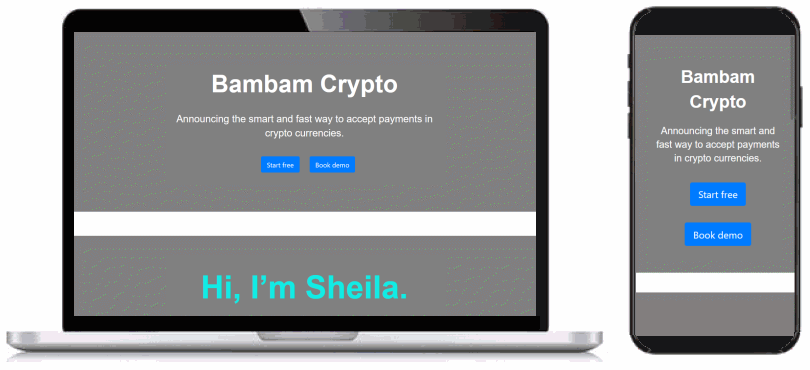 Bambam Crypto
Announcing the smart and fast way to accept payments in
crypto currencies.
Start free
Book demo
Hi, I’m Sheila.
Bambam
Crypto
Announcing the smart and
fast way to accept payments
in crypto currencies.
Start free
Book demo